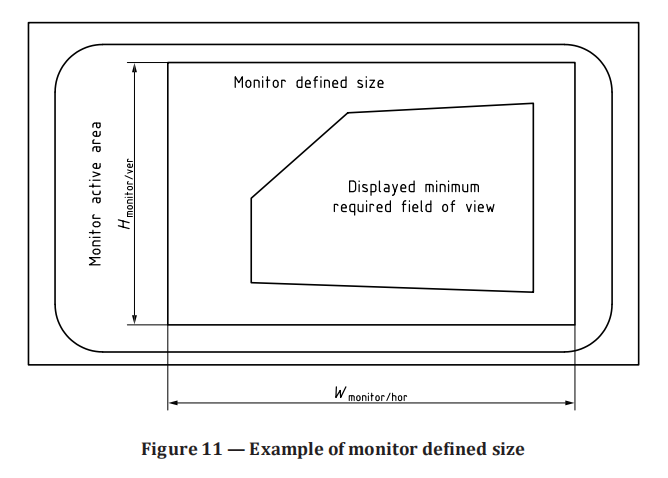 Monitor defined size
Monitor active area
H monitor/ver
Displayed minimum
required field of view
W monitor/hor
Figure 11 — Example of monitor defined size